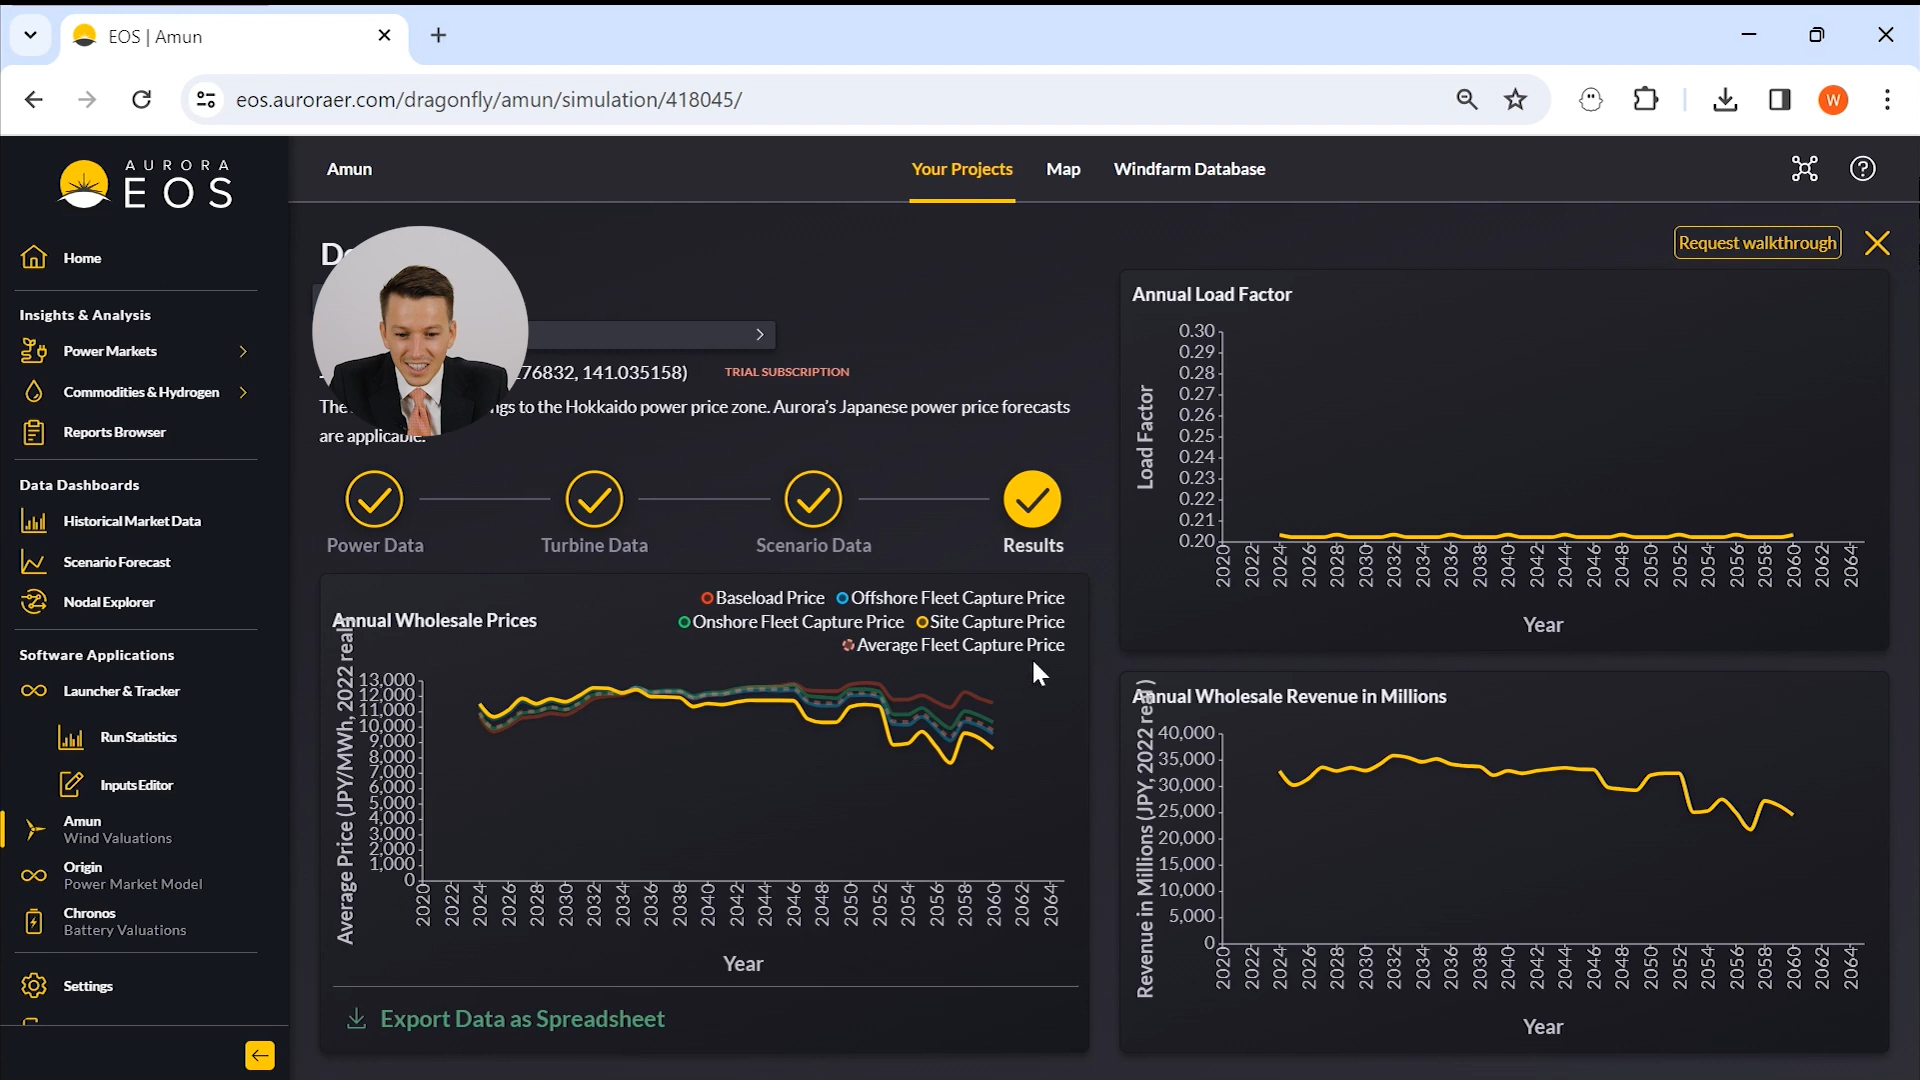 EOS | Amun
eos.auroraer.com/dragonfly/amun/simulation/418045/
W
AURORA
EOS
Home
Insights & Analysis
Power Markets
Commodities & Hydrogen
Reports Browser
Data Dashboards
Historical Market Data
Scenario Forecast
Nodal Explorer
Software Applications
Launcher & Tracker
Run Statistics
Inputs Editor
Amun
Wind Valuations
Origin
Power Market Model
Chronos
Battery Valuations
Settings
Amun
Your Projects
Map
Windfarm Database
Request walkthrough
76832, 141.035158)
TRIAL SUBSCRIPTION
The
to the Hokkaido power price zone. Aurora's Japanese power price forecasts
are applicable.
Power Data
Turbine Data
Scenario Data
Results
Annual Wholesale Prices
Baseload Price
Offshore Fleet Capture Price
Onshore Fleet Capture Price
Site Capture Price
Average Fleet Capture Price
Average Price (JPY/MWh, 2022 real)
13,000
12,000
11,000
10,000
9,000
8,000
7,000
6,000
5,000
4,000
3,000
2,000
1,000
0
2020 2022 2024 2026 2028 2030 2032 2034 2036 2038 2040 2042 2044 2046 2048 2050 2052 2054 2056 2058 2060 2062 2064
Year
Export Data as Spreadsheet
Annual Load Factor
Load Factor
0.30
0.29
0.28
0.27
0.26
0.25
0.24
0.23
0.22
0.21
0.20
2020 2022 2024 2026 2028 2030 2032 2034 2036 2038 2040 2042 2044 2046 2048 2050 2052 2054 2056 2058 2060 2062 2064
Year
Annual Wholesale Revenue in Millions
Revenue in Millions (JPY, 2022 real)
40,000
35,000
30,000
25,000
20,000
15,000
10,000
5,000
0
2020 2022 2024 2026 2028 2030 2032 2034 2036 2038 2040 2042 2044 2046 2048 2050 2052 2054 2056 2058 2060 2062 2064
Year